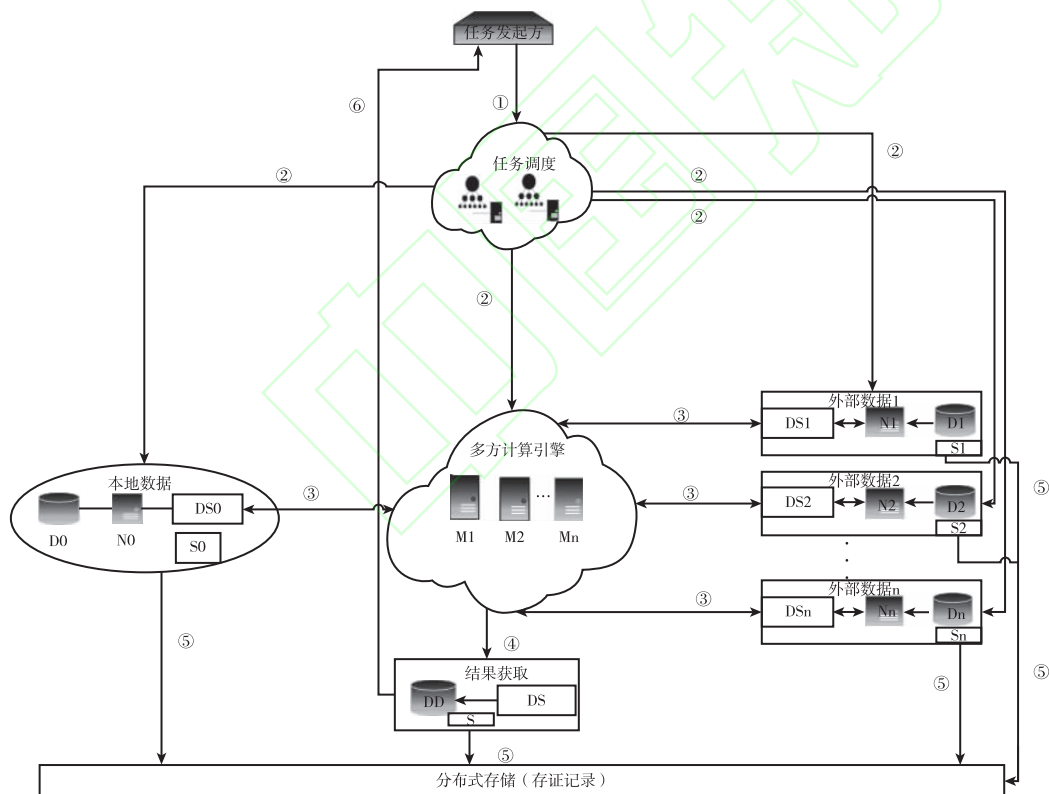 任务发起方
⑥
①
任务调度
②
②
②
②
②
外部数据1
DS1
N1
D1
S1
③
多方计算引擎
M1
M2
…
Mn
本地数据
D0
N0
DS0
S0
③
外部数据2
DS2
N2
D2
S2
③
⑤
外部数据n
DSn
Nn
Dn
Sn
③
④
⑤
结果获取
DD
DS
S
⑤
⑤
⑤
分布式存储（存证记录）